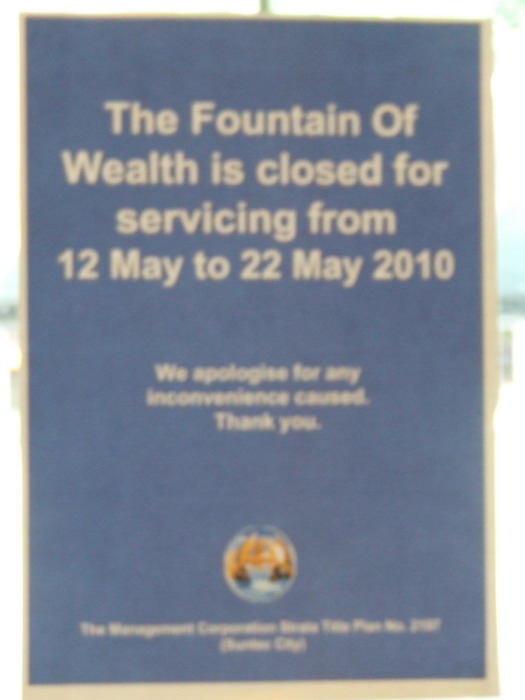 The Fountain Of
Wealth is closed for
servicing from
12 May to 22 May 2010
We apologise for any
inconvenience caused.
Thank you.
The Management Corporation Strata Title Plan No. 2197
(Suntec City)